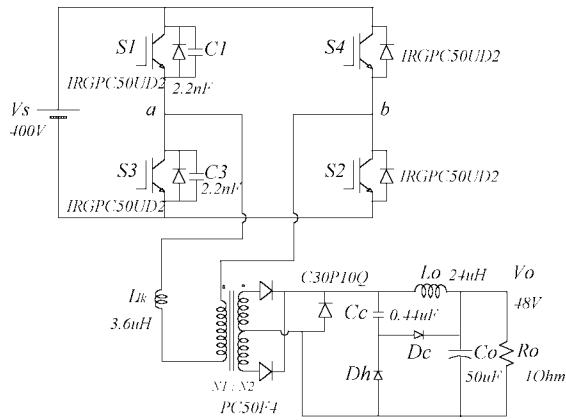 S1
C1
S4
IRGPC50UD2
IRGPC50UD2
2.2nF
a
b
Vs
400V
S3
C3
S2
2.2nF
IRGPC50UD2
IRGPC50UD2
C30P10Q
Lo
24uH
Vo
48V
Llk
3.6uH
Cc
0.44uF
Dc
Co
50uF
Ro
1Ohm
Dh
N1 : N2
PC50F4